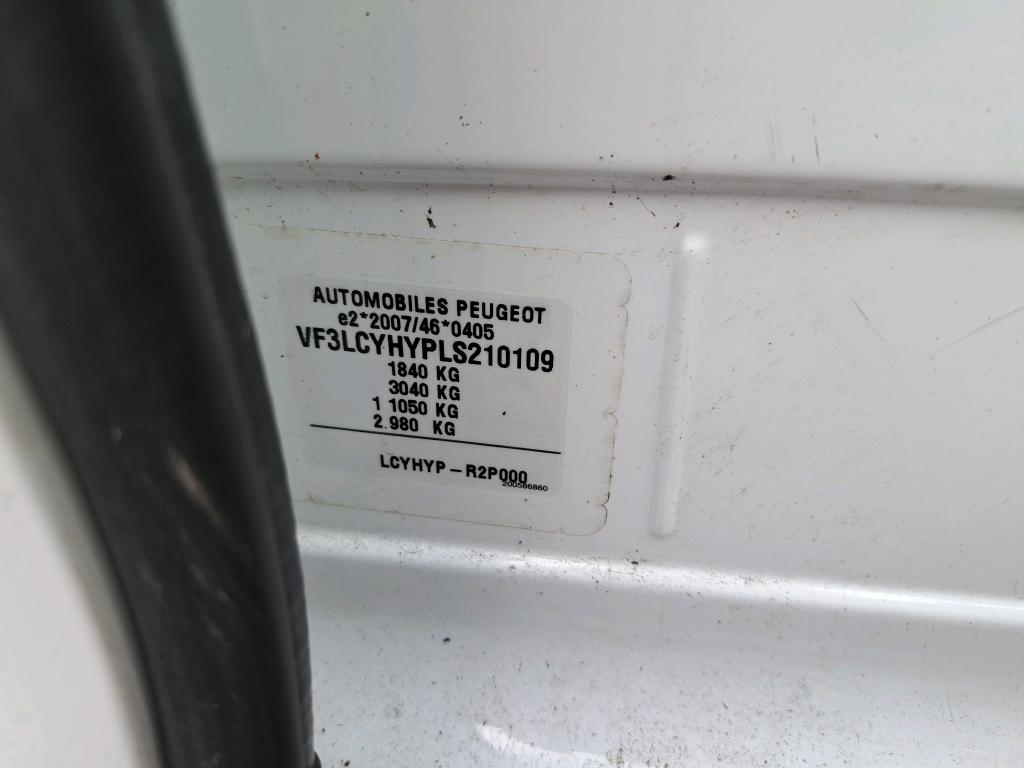 AUTOMOBILES PEUGEOT
e2*2007/46*0405
VF3LCYHYPLS210109
1840 KG
3040 KG
1 1050 KG
2.980 KG
LCYHYP-R2P000
200586860